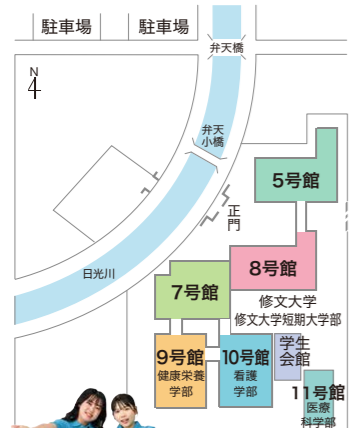 駐車場
駐車場
弁天橋
N
弁天
小橋
5号館
正門
8号館
日光川
7号館
修文大学
修文大学短期大学部
学生
会館
9号館
健康栄養
学部
10号館
看護
学部
11号館
医療
科学部